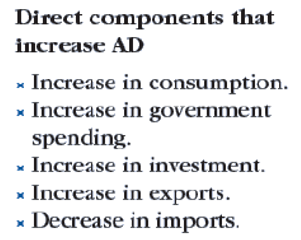 Direct components that
increase AD
× Increase in consumption.
× Increase in government
spending.
× Increase in investment.
× Increase in exports.
× Decrease in imports.